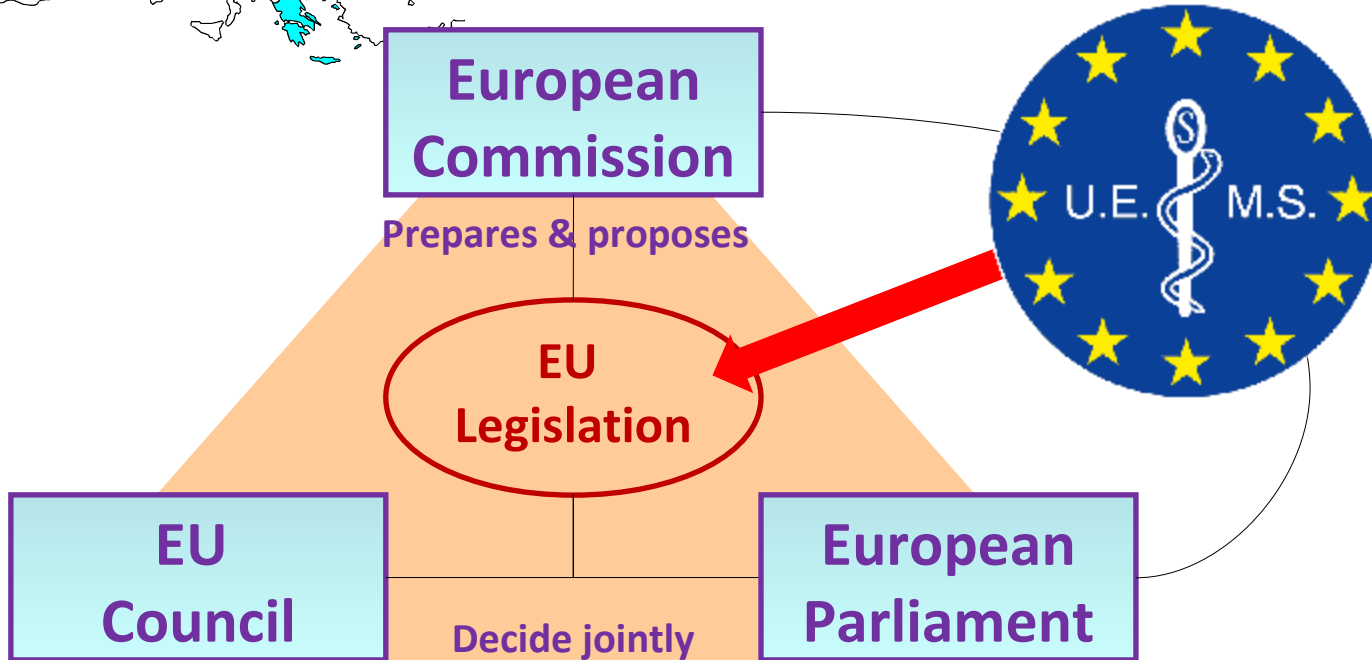 European
Commission
Prepares & proposes
U.E. S M.S.
EU
Legislation
EU
Council
European
Parliament
Decide jointly